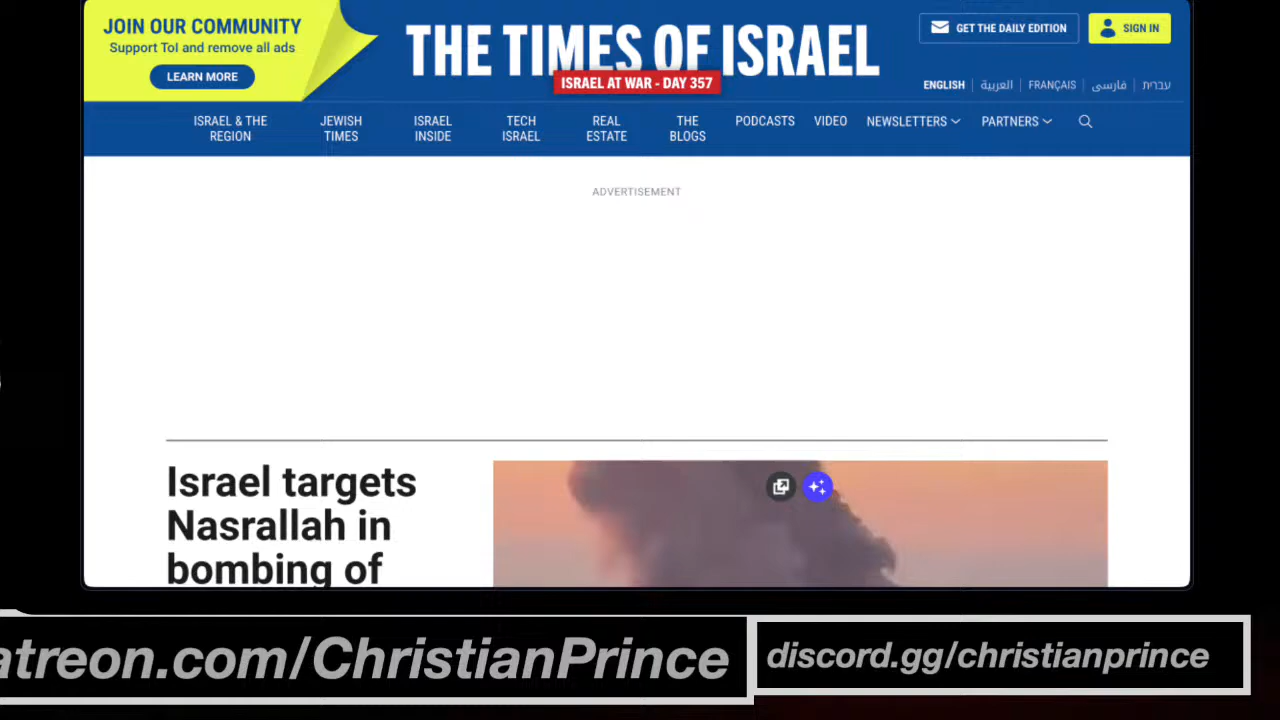 JOIN OUR COMMUNITY
Support ToI and remove all ads
LEARN MORE
THE TIMES OF ISRAEL
ISRAEL AT WAR - DAY 357
GET THE DAILY EDITION
SIGN IN
ENGLISH | العربية | FRANÇAIS | فارسی | עברית
ISRAEL & THE
REGION
JEWISH
TIMES
ISRAEL
INSIDE
TECH
ISRAEL
REAL
ESTATE
THE
BLOGS
PODCASTS
VIDEO
NEWSLETTERS
PARTNERS
ADVERTISEMENT
Israel targets
Nasrallah in
bombing of
atreon.com/ChristianPrince
discord.gg/christianprince